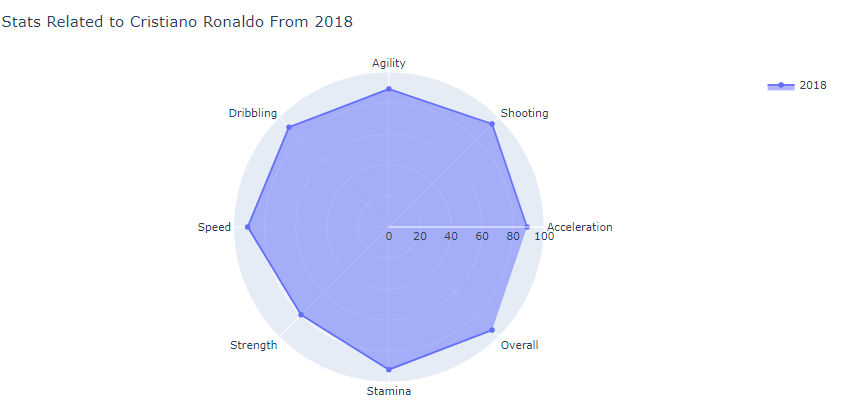 Stats Related to Cristiano Ronaldo From 2018
Agility
2018
Dribbling
Shooting
Speed
Acceleration
0 20 40 60 80 100
Strength
Overall
Stamina